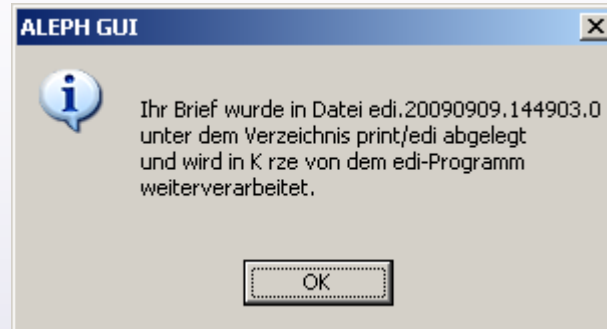 ALEPH GUI
Ihr Brief wurde in Datei edi.20090909.144903.0
unter dem Verzeichnis print/edi abgelegt
und wird in K rze von dem edi-Programm
weiterverarbeitet.
OK